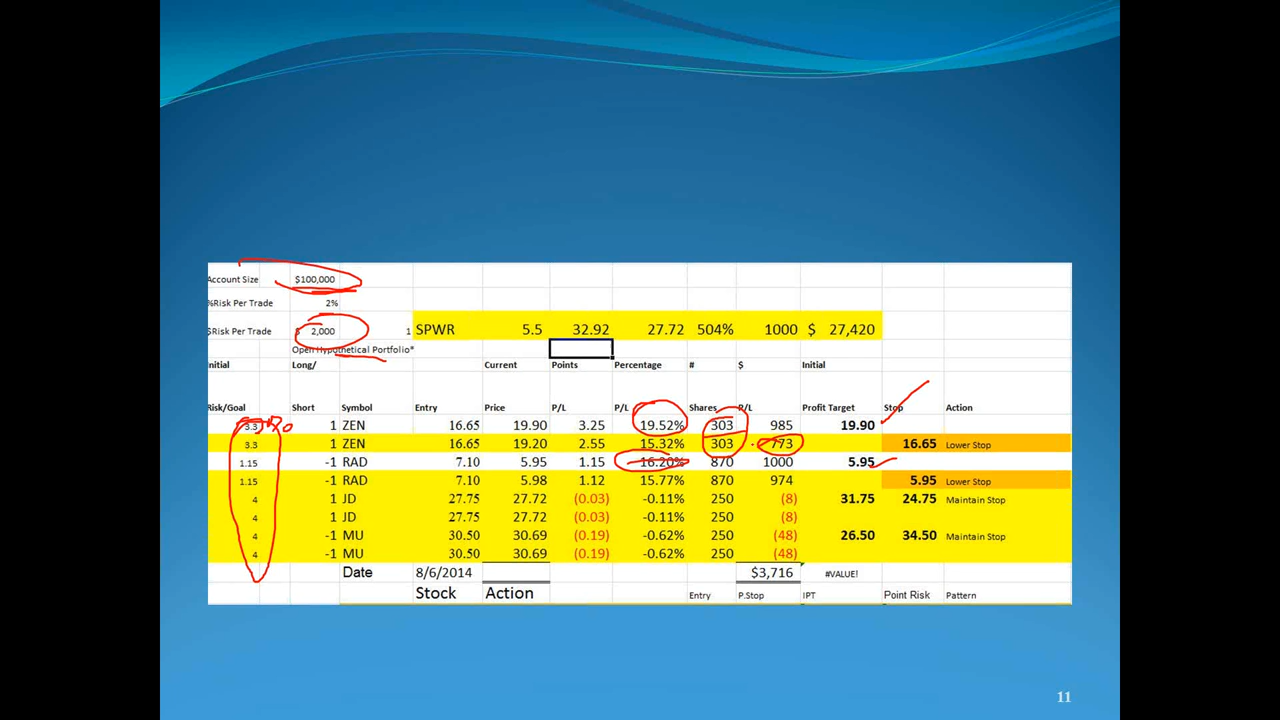 Account Size $100,000
%Risk Per Trade 2%
$Risk Per Trade $ 2,000 1 SPWR 5.5 32.92 27.72 504% 1000 $ 27,420
Open Hypothetical Portfolio*
Initial Long/ Current Points Percentage # $ Initial
Risk/Goal Short Symbol Entry Price P/L P/L Shares P/L Profit Target Stop Action
3.3 1 ZEN 16.65 19.90 3.25 19.52% 303 985 19.90
3.3 1 ZEN 16.65 19.20 2.55 15.32% 303 773 16.65 Lower Stop
1.15 -1 RAD 7.10 5.95 1.15 16.20% 870 1000 5.95
1.15 -1 RAD 7.10 5.98 1.12 15.77% 870 974 5.95 Lower Stop
4 1 JD 27.75 27.72 (0.03) -0.11% 250 (8) 31.75 24.75 Maintain Stop
4 1 JD 27.75 27.72 (0.03) -0.11% 250 (8)
4 -1 MU 30.50 30.69 (0.19) -0.62% 250 (48) 26.50 34.50 Maintain Stop
4 -1 MU 30.50 30.69 (0.19) -0.62% 250 (48)
Date 8/6/2014 $3,716 #VALUE!
Stock Action Entry P.Stop IPT Point Risk Pattern
11